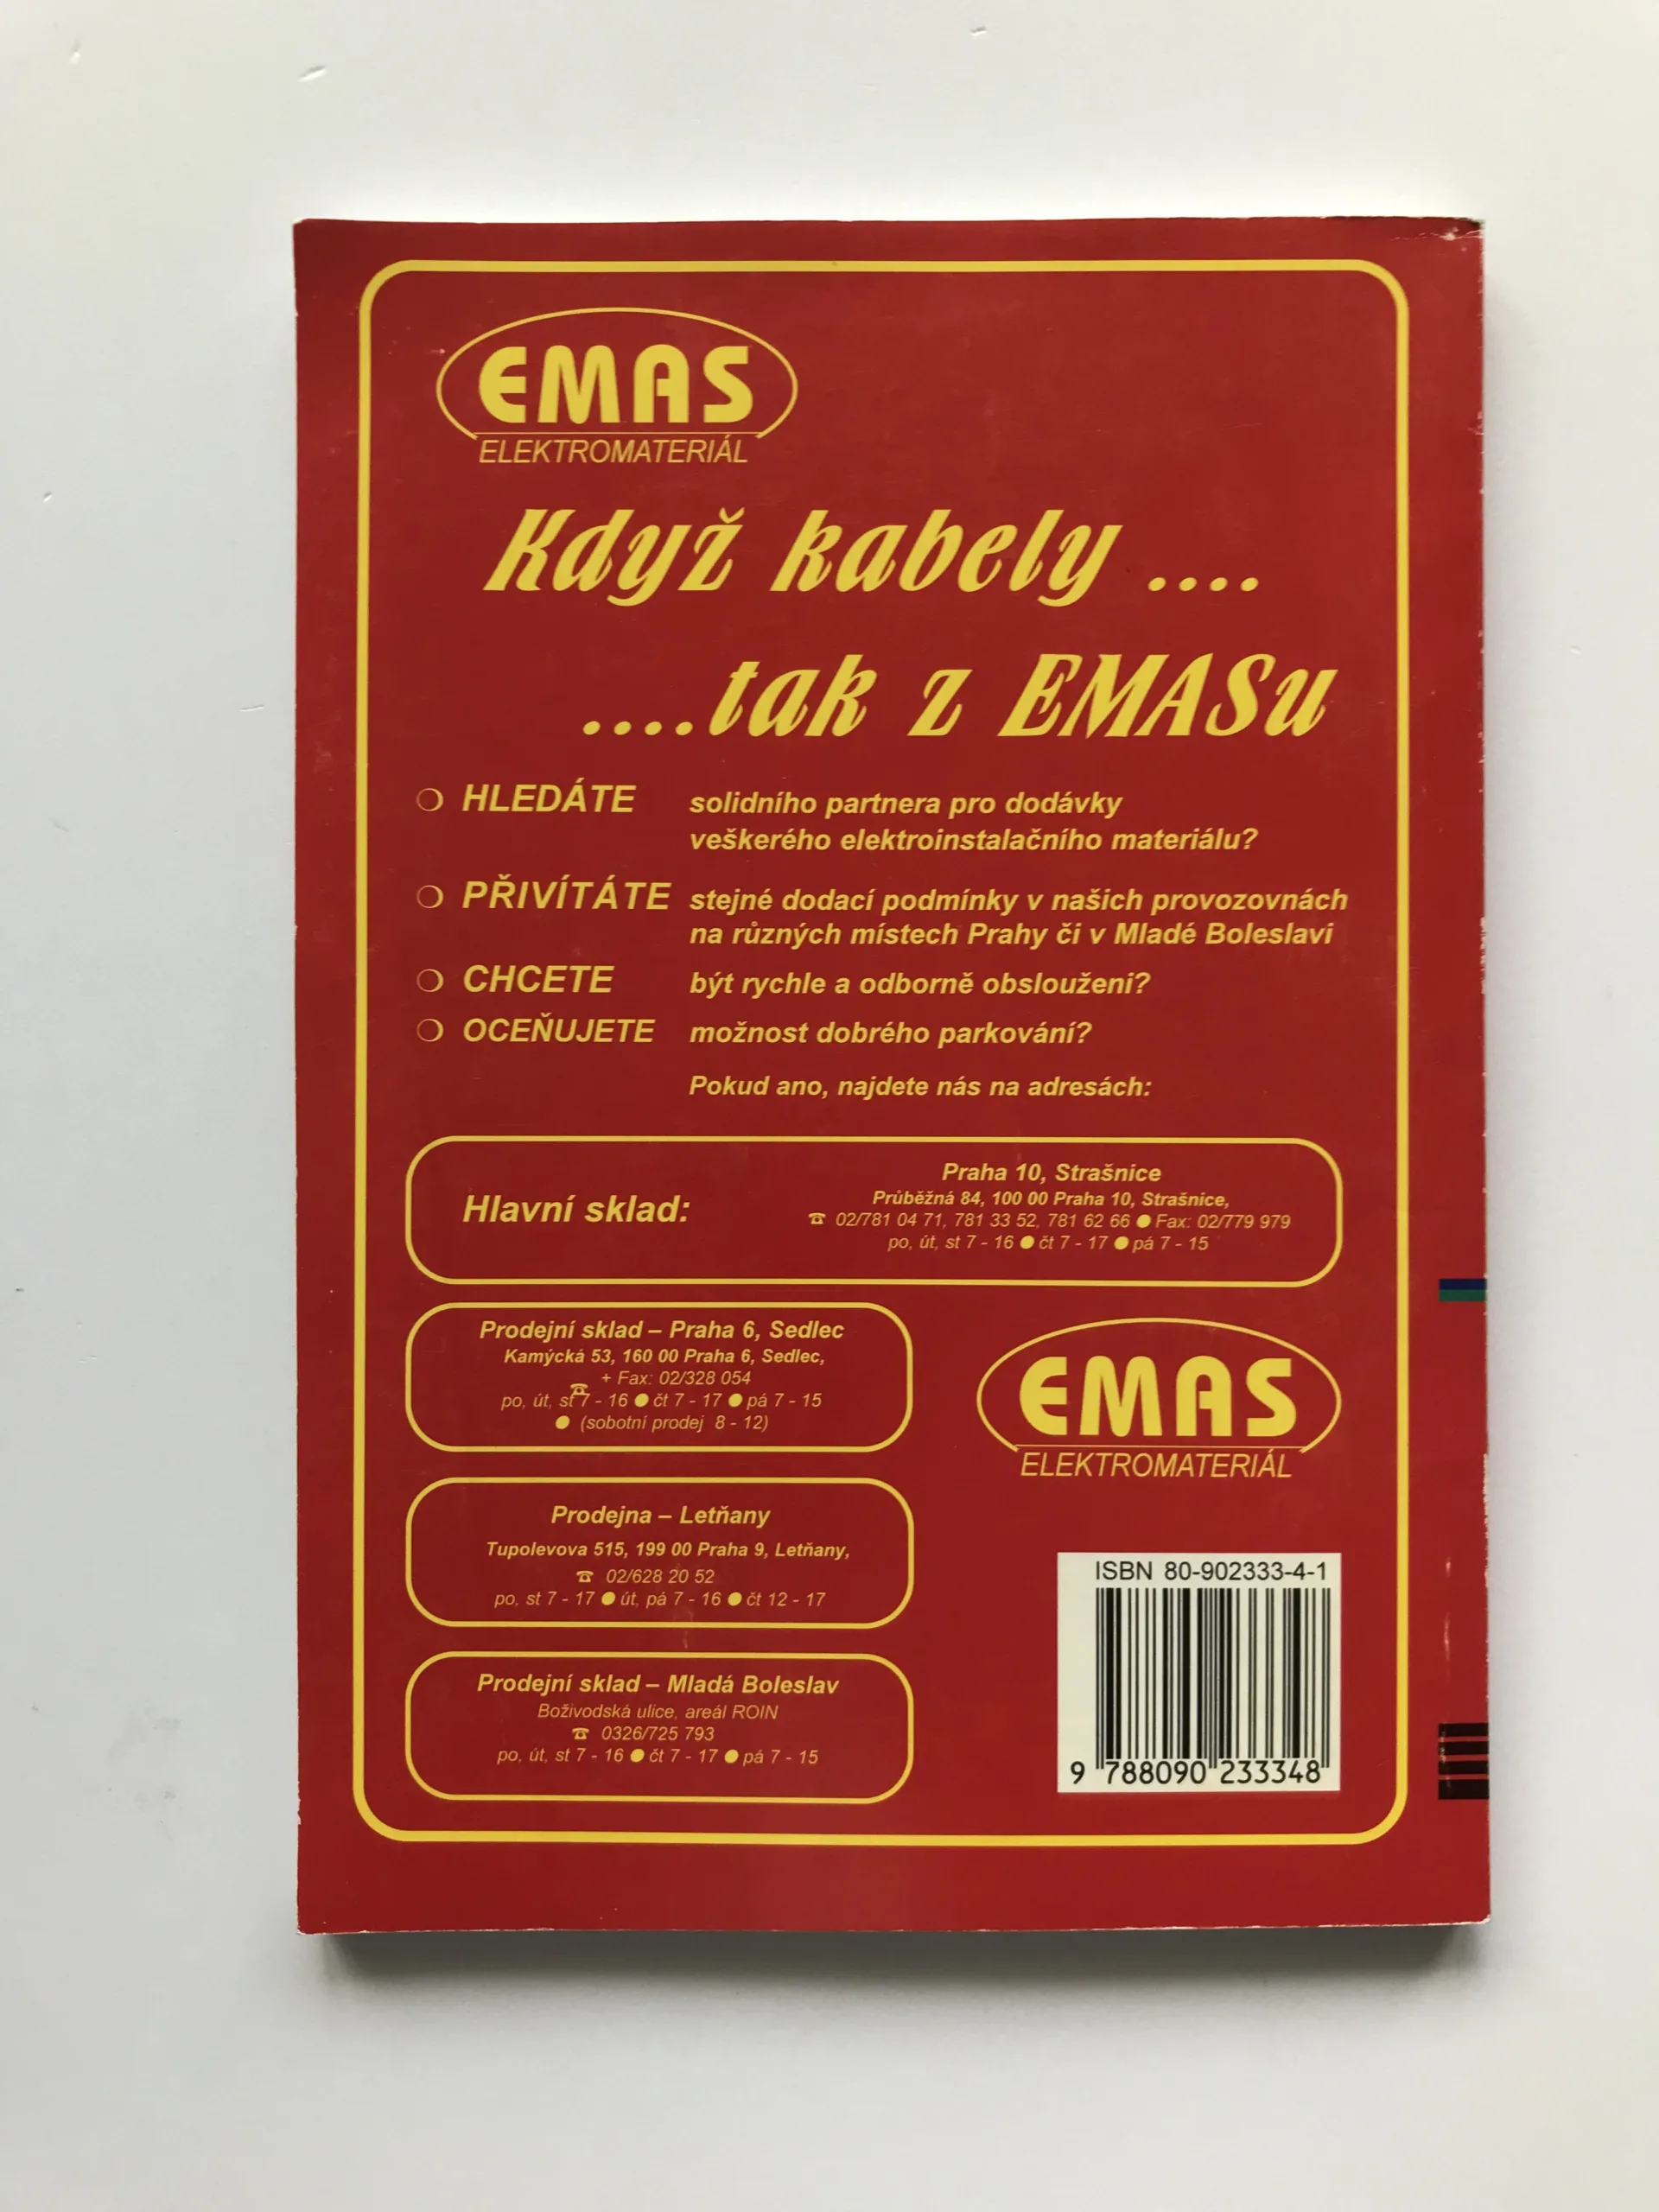 EMAS
ELEKTROMATERIÁL
Když kabely ....
....tak z EMASu
❍ HLEDÁTE solidního partnera pro dodávky
veškerého elektroinstalačního materiálu?
❍ PŘIVÍTÁTE stejné dodací podmínky v našich provozovnách
na různých místech Prahy či v Mladé Boleslavi
❍ CHCETE být rychle a odborně obslouženi?
❍ OCEŇUJETE možnost dobrého parkování?
Pokud ano, najdete nás na adresách:
Hlavní sklad:
Praha 10, Strašnice
Průběžná 84, 100 00 Praha 10, Strašnice,
☎ 02/781 04 71, 781 33 52, 781 62 66 ● Fax: 02/779 979
po, út, st 7 - 16 ● čt 7 - 17 ● pá 7 - 15
Prodejní sklad – Praha 6, Sedlec
Kamýcká 53, 160 00 Praha 6, Sedlec,
☎ + Fax: 02/328 054
po, út, st 7 - 16 ● čt 7 - 17 ● pá 7 - 15
● (sobotní prodej 8 - 12)
EMAS
ELEKTROMATERIÁL
Prodejna – Letňany
Tupolevova 515, 199 00 Praha 9, Letňany,
☎ 02/628 20 52
po, st 7 - 17 ● út, pá 7 - 16 ● čt 12 - 17
Prodejní sklad – Mladá Boleslav
Boživodská ulice, areál ROIN
☎ 0326/725 793
po, út, st 7 - 16 ● čt 7 - 17 ● pá 7 - 15
ISBN 80-902333-4-1
9 788090 233348